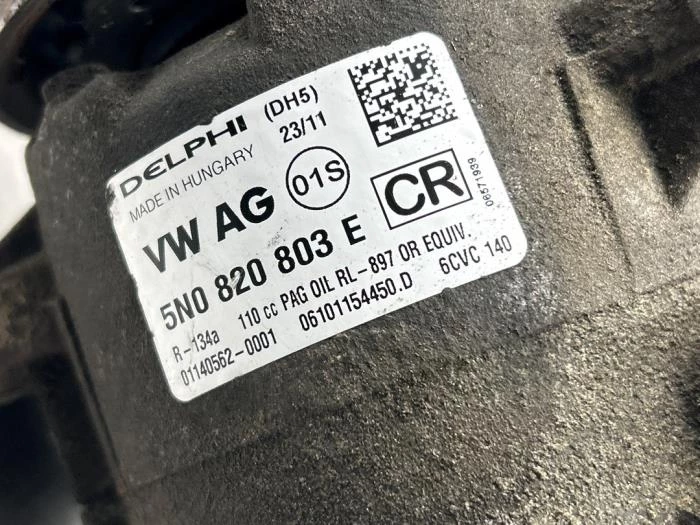 DELPHI (DH5)
MADE IN HUNGARY 23/11
VW AG 01S CR
5N0 820 803 E
R-134a 110 cc PAG OIL RL-897 OR EQUIV.
01140562-0001 06101154450.D 6CVC 140
06571939